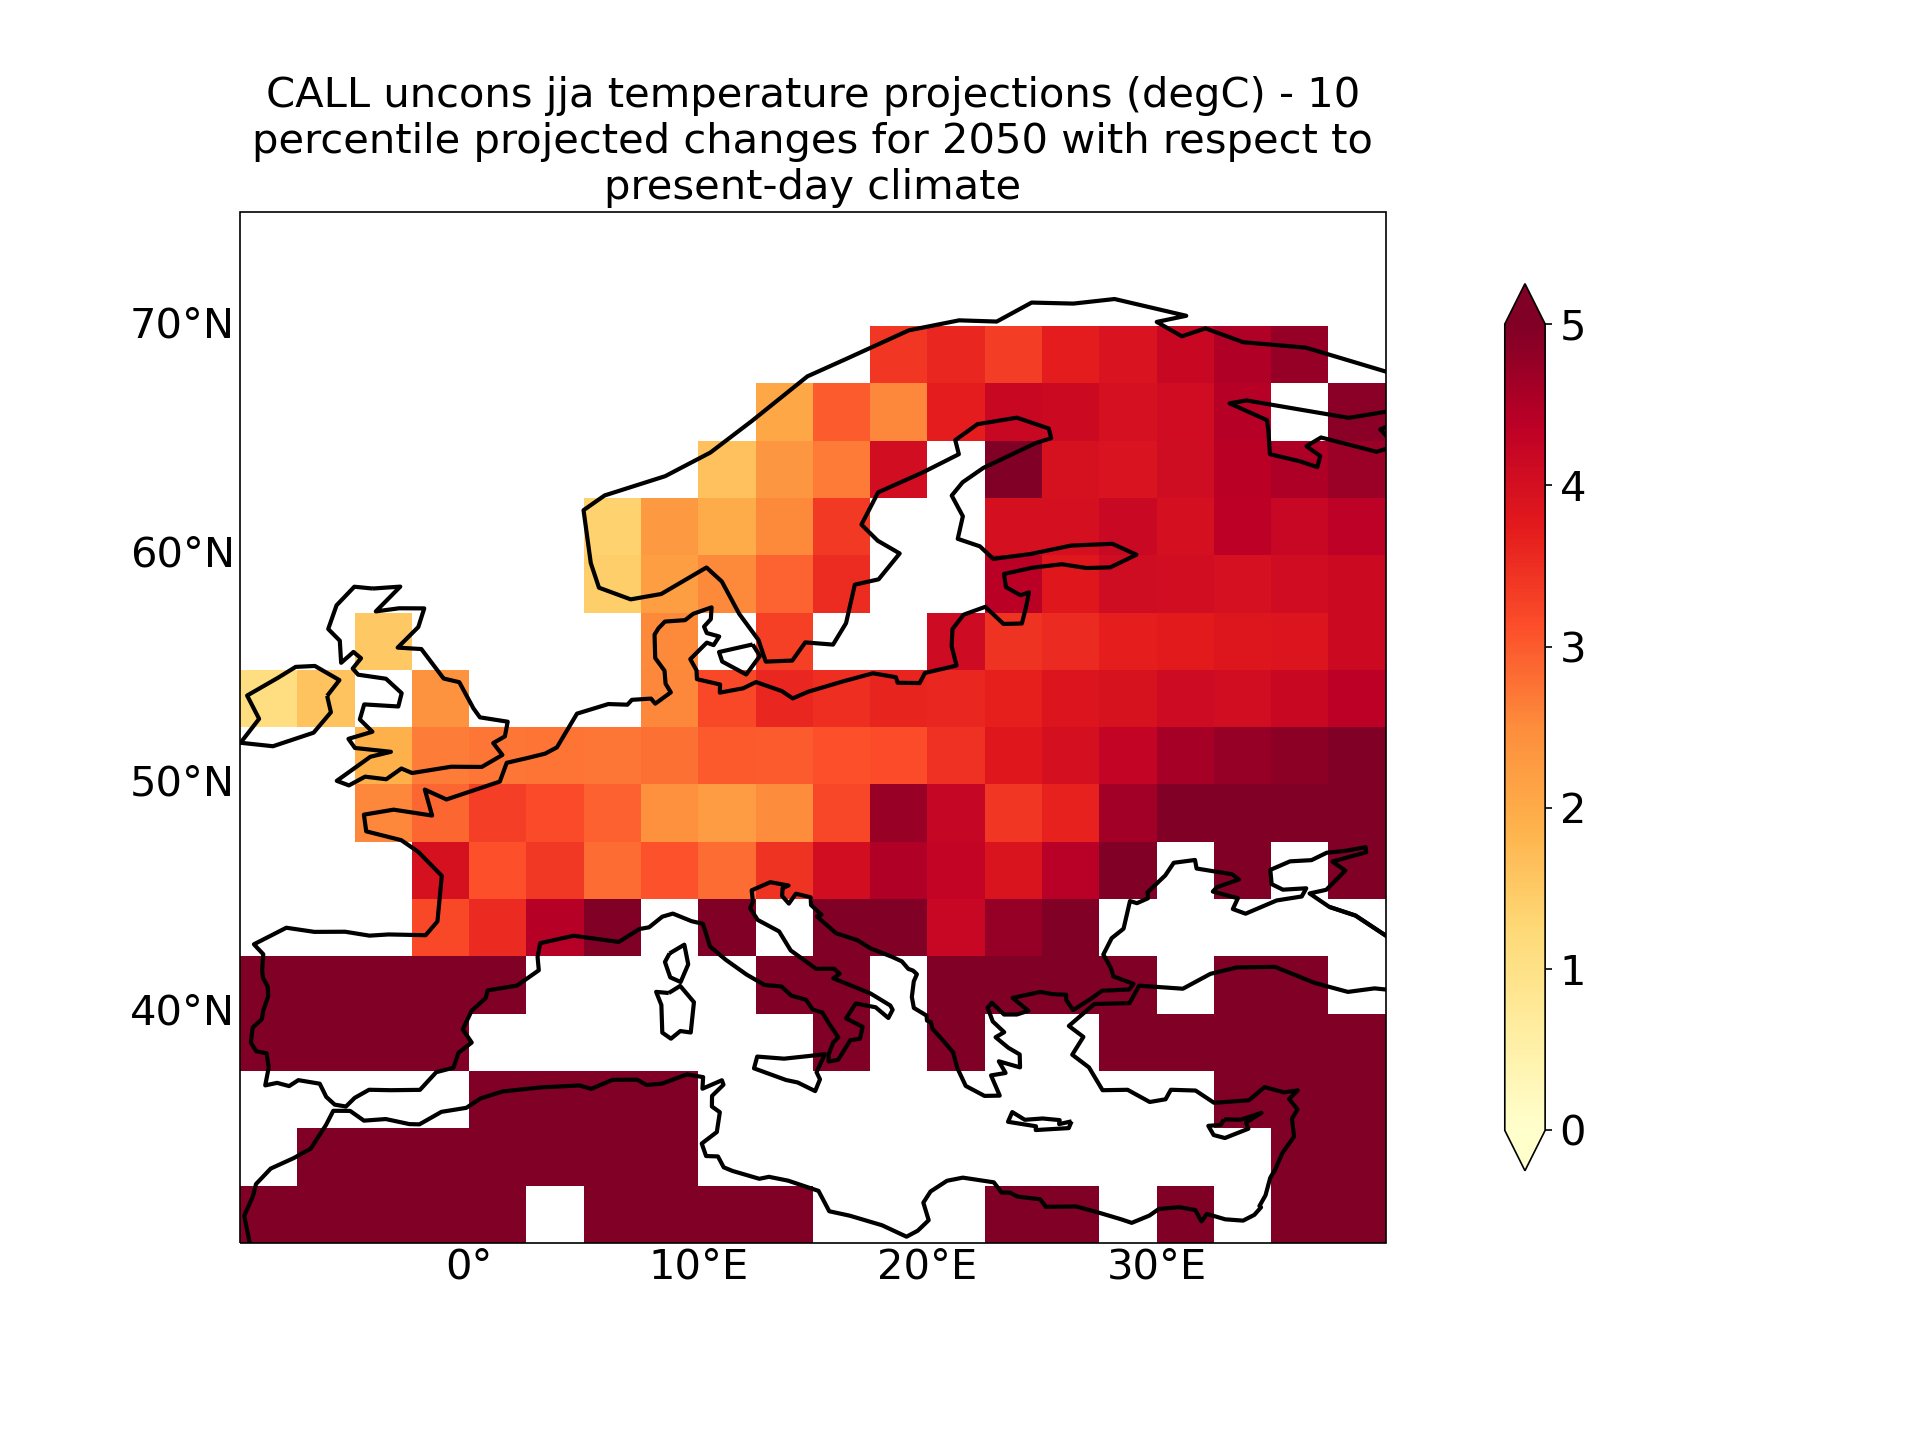 CALL uncons jja temperature projections (degC) - 10
percentile projected changes for 2050 with respect to
present-day climate
70°N
60°N
50°N
40°N
0°
10°E
20°E
30°E
5
4
3
2
1
0